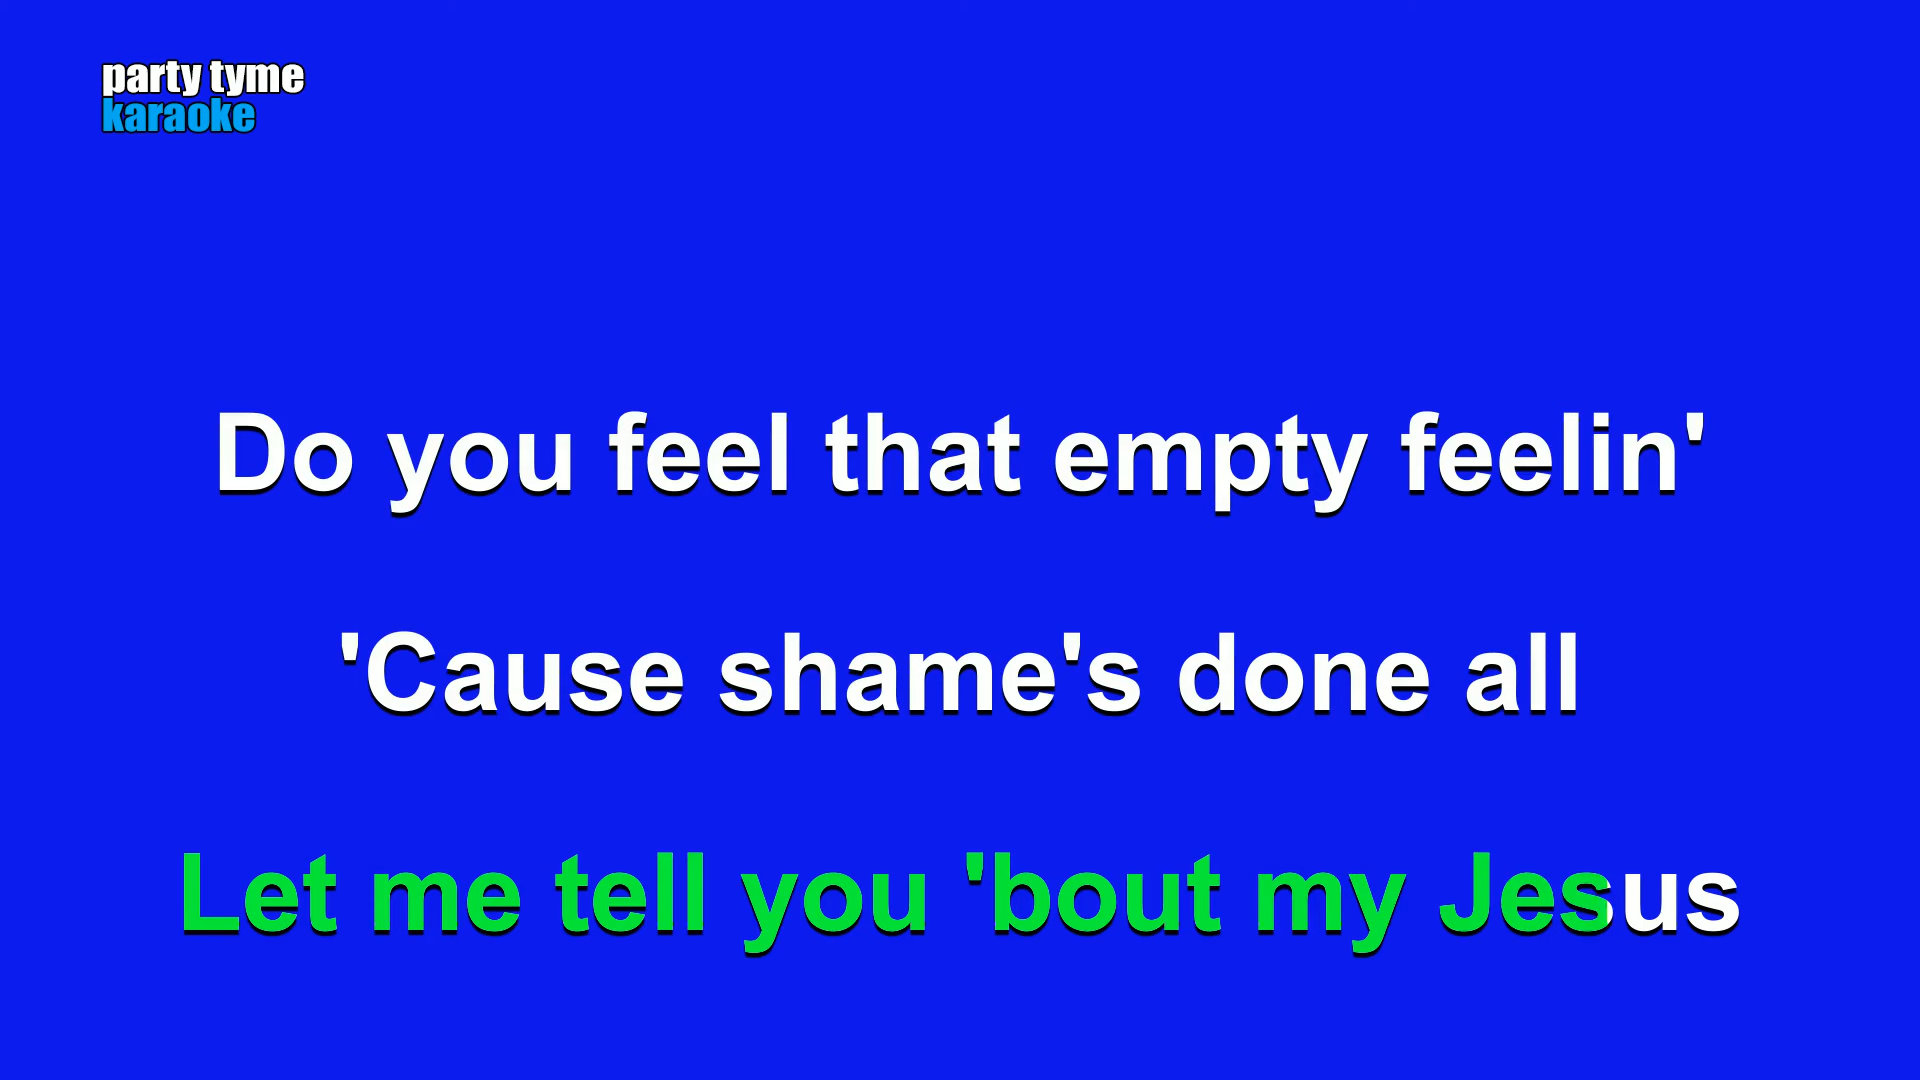 party tyme
karaoke
Do you feel that empty feelin'
'Cause shame's done all
Let me tell you 'bout my Jesus